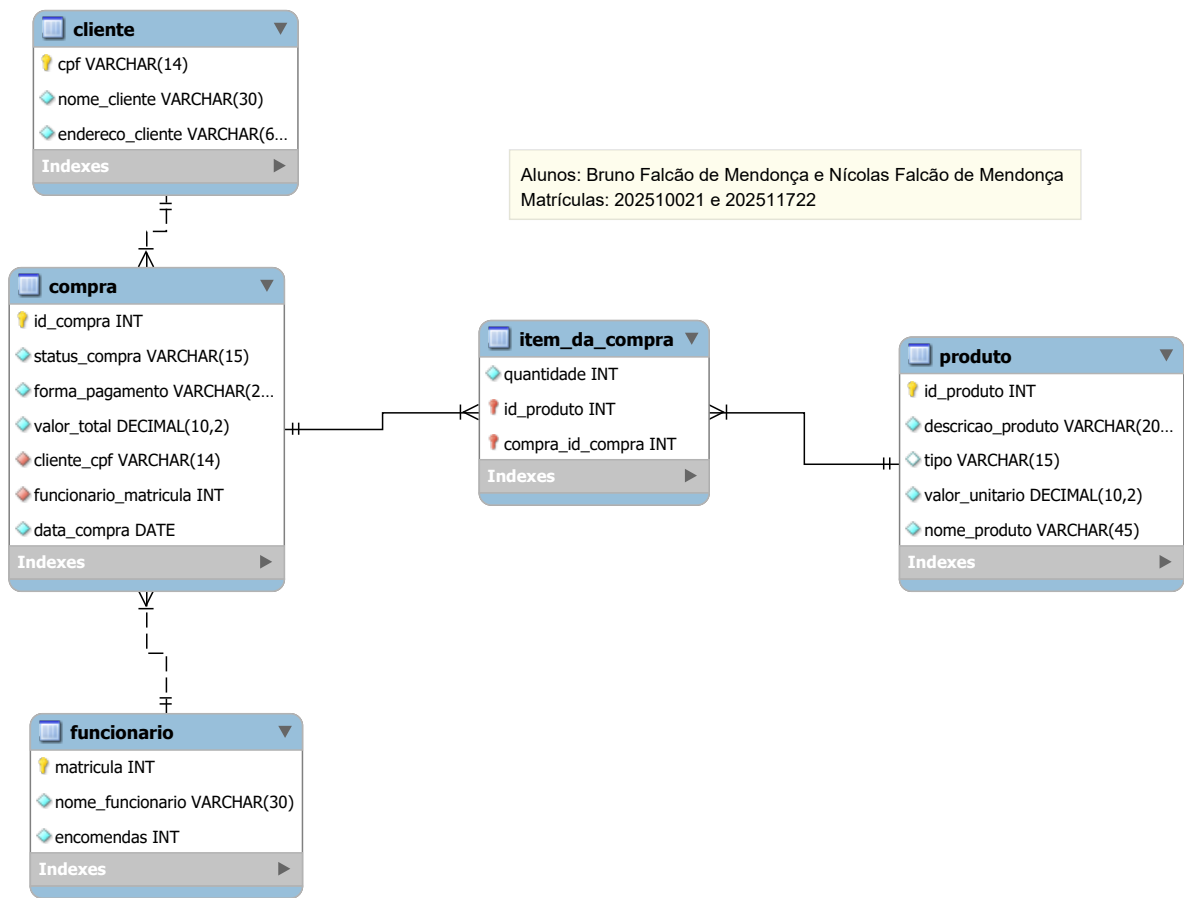 cliente
cpf VARCHAR(14)
nome_cliente VARCHAR(30)
endereco_cliente VARCHAR(6...
Indexes
Alunos: Bruno Falcão de Mendonça e Nícolas Falcão de Mendonça
Matrículas: 202510021 e 202511722
compra
id_compra INT
status_compra VARCHAR(15)
forma_pagamento VARCHAR(2...
valor_total DECIMAL(10,2)
cliente_cpf VARCHAR(14)
funcionario_matricula INT
data_compra DATE
Indexes
item_da_compra
quantidade INT
id_produto INT
compra_id_compra INT
Indexes
produto
id_produto INT
descricao_produto VARCHAR(20...
tipo VARCHAR(15)
valor_unitario DECIMAL(10,2)
nome_produto VARCHAR(45)
Indexes
funcionario
matricula INT
nome_funcionario VARCHAR(30)
encomendas INT
Indexes